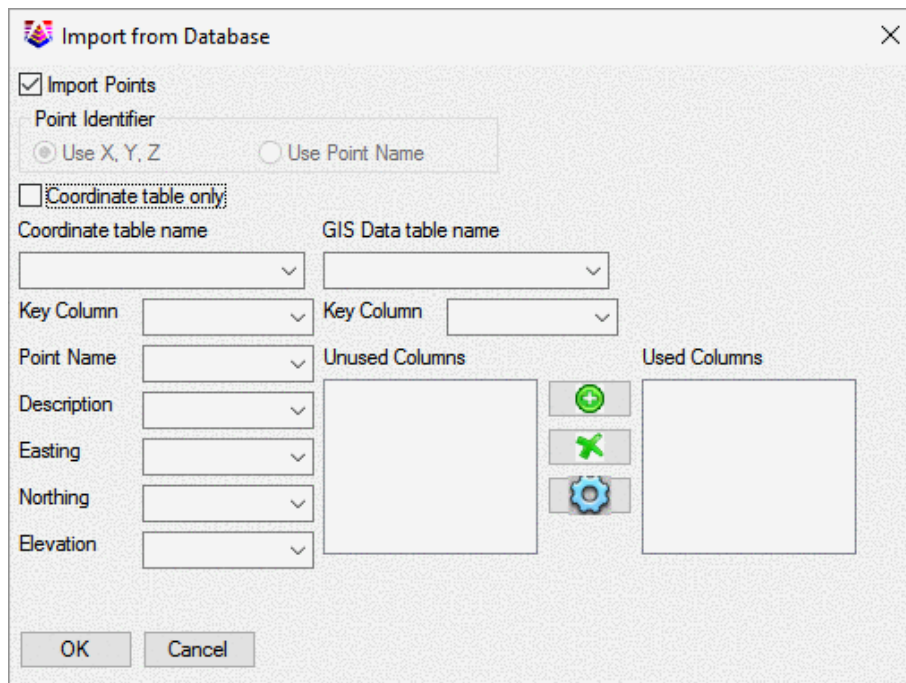 Import from Database
Import Points
Point Identifier
Use X, Y, Z Use Point Name
Coordinate table only
Coordinate table name GIS Data table name
Key Column Key Column
Point Name Unused Columns Used Columns
Description
Easting
Northing
Elevation
OK Cancel